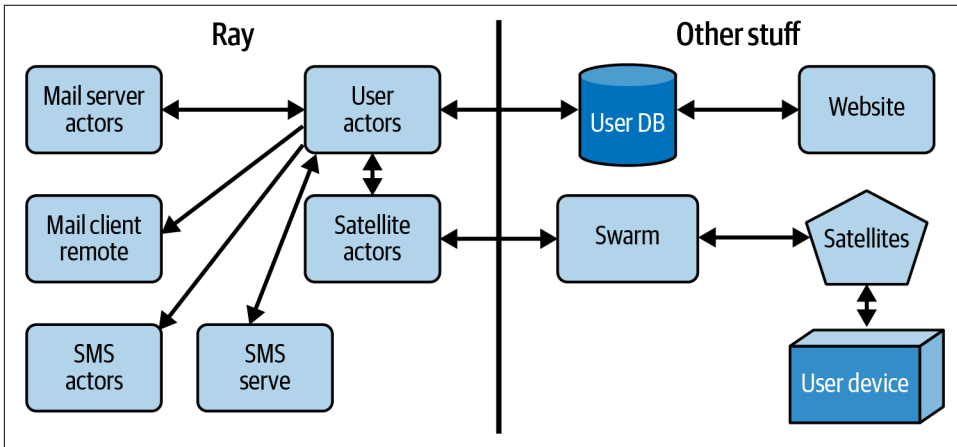 Ray
Other stuff
Mail server
actors
User
actors
User DB
Website
Mail client
remote
Satellite
actors
Swarm
Satellites
SMS
actors
SMS
serve
User device